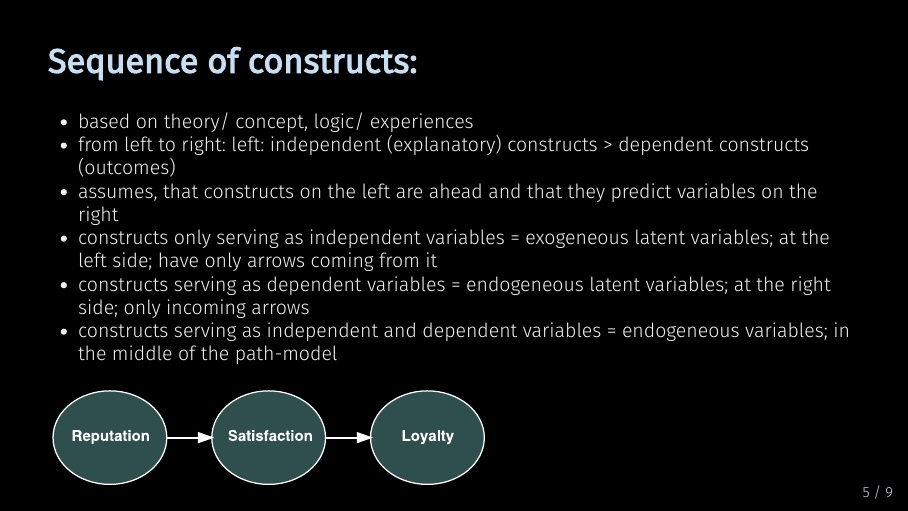 Sequence of constructs:
• based on theory/ concept, logic/ experiences
• from left to right: left: independent (explanatory) constructs > dependent constructs
(outcomes)
• assumes, that constructs on the left are ahead and that they predict variables on the
right
• constructs only serving as independent variables = exogeneous latent variables; at the
left side; have only arrows coming from it
• constructs serving as dependent variables = endogeneous latent variables; at the right
side; only incoming arrows
• constructs serving as independent and dependent variables = endogeneous variables; in
the middle of the path-model
Reputation
Satisfaction
Loyalty
5 / 9